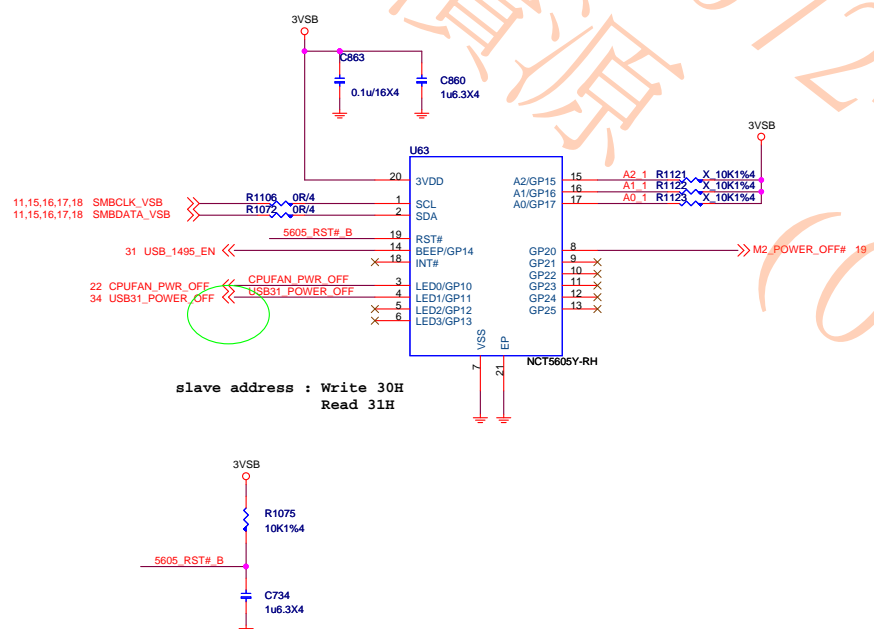 3VSB
C863
0.1u/16X4
C860
1u6.3X4
U63
3VSB
20 3VDD
A2/GP15 15 A2_1 R1121 X_10K1%4
A1/GP16 16 A1_1 R1122 X_10K1%4
A0/GP17 17 A0_1 R1123 X_10K1%4
11,15,16,17,18 SMBCLK_VSB R1106 0R/4 1 SCL
11,15,16,17,18 SMBDATA_VSB R1072 0R/4 2 SDA
5605_RST#_B 19 RST#
31 USB_1495_EN 14 BEEP/GP14
18 INT#
22 CPUFAN_PWR_OFF CPUFAN_PWR_OFF 3 LED0/GP10
34 USB31_POWER_OFF USB31_POWER_OFF 4 LED1/GP11
5 LED2/GP12
6 LED3/GP13
GP20 8 M2_POWER_OFF# 19
GP21 9
GP22 10
GP23 11
GP24 12
GP25 13
VSS 7
EP 21
NCT5605Y-RH
slave address : Write 30H
Read 31H
3VSB
R1075
10K1%4
5605_RST#_B
C734
1u6.3X4
源